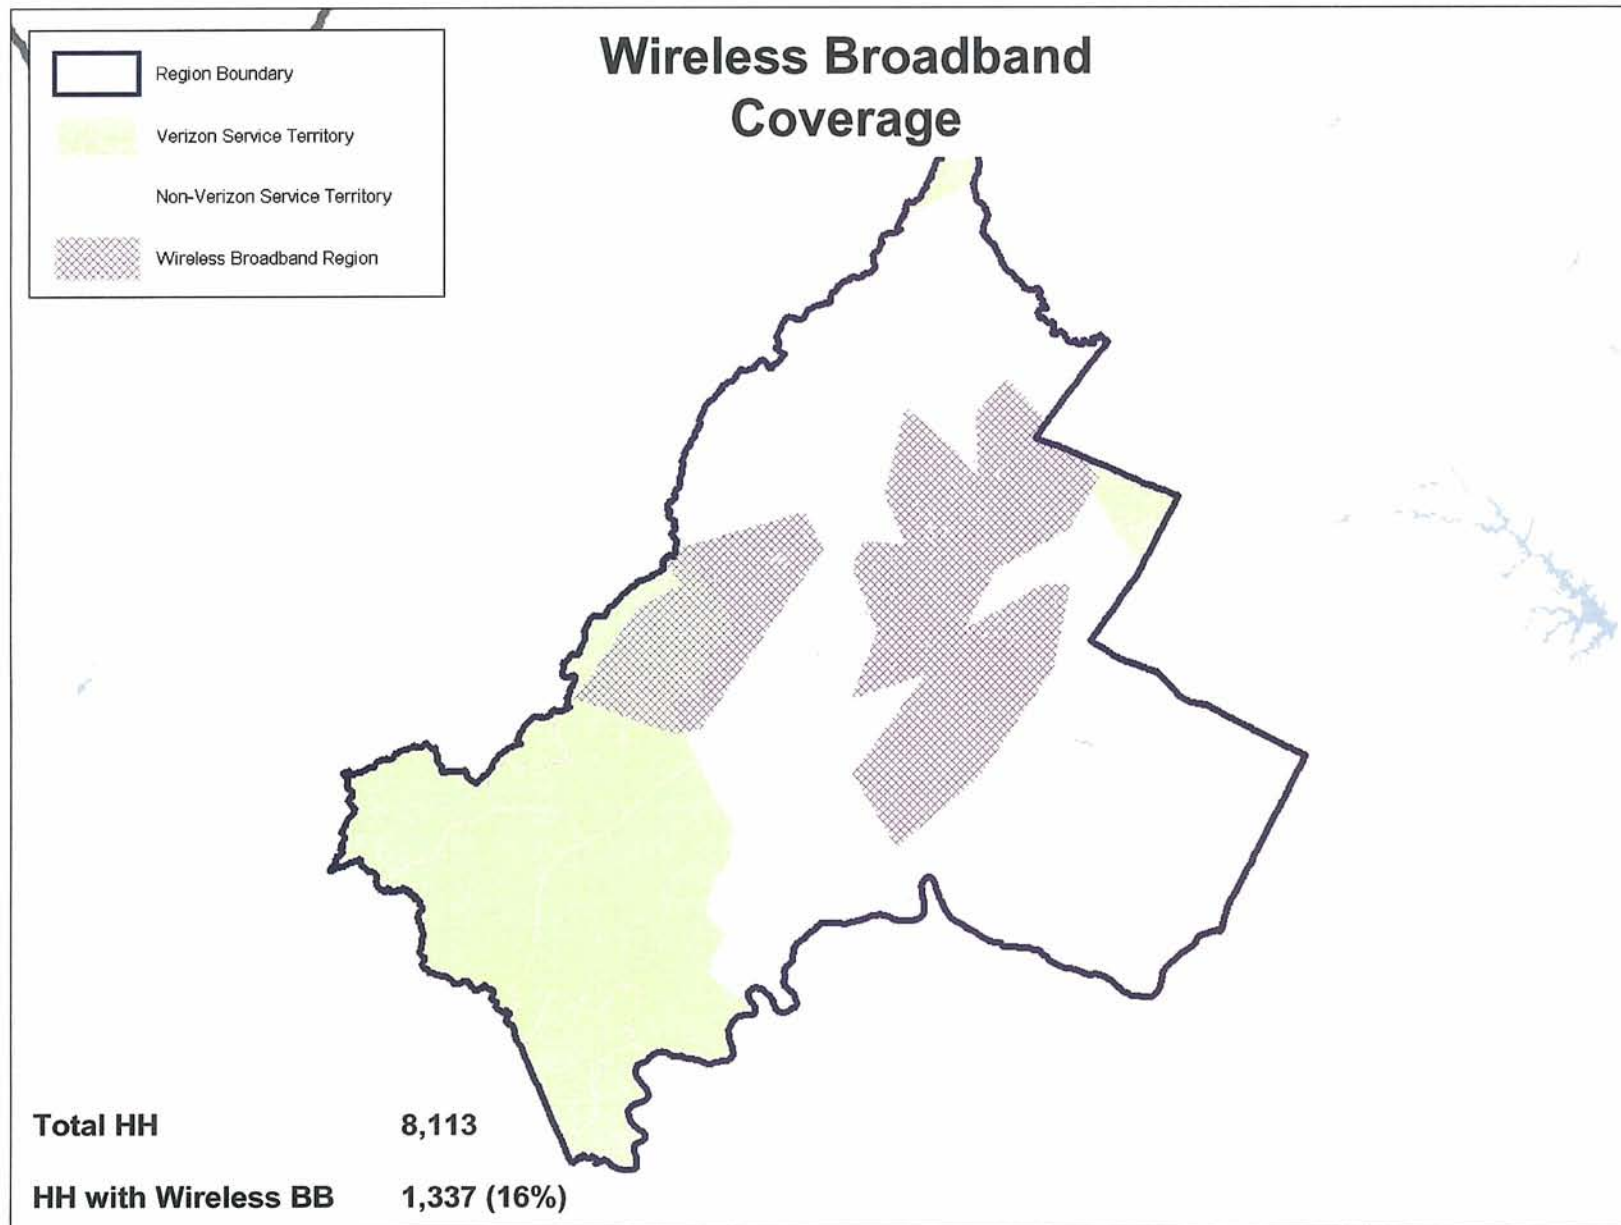 Wireless Broadband
Coverage
Region Boundary
Verizon Service Territory
Non-Verizon Service Territory
Wireless Broadband Region
Total HH 8,113
HH with Wireless BB 1,337 (16%)